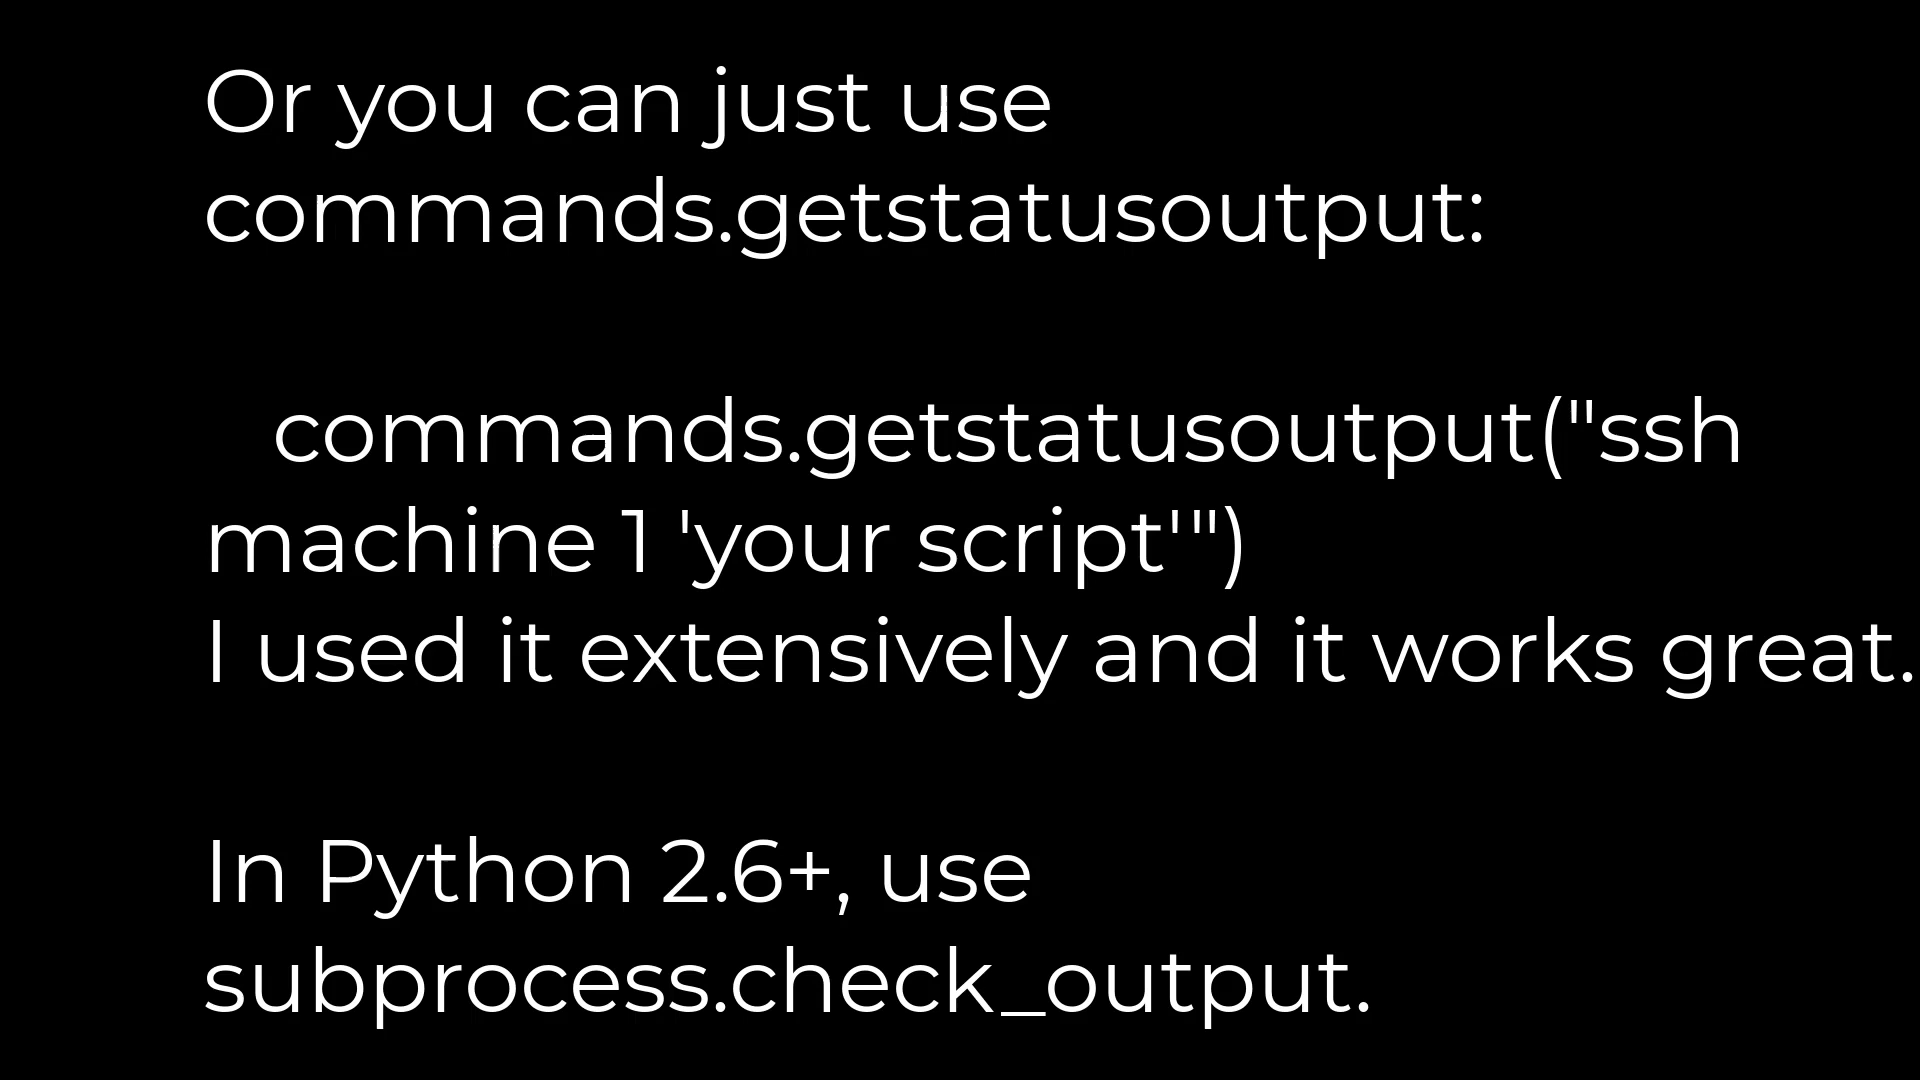 Or you can just use
commands.getstatusoutput:
commands.getstatusoutput("ssh
machine 1 'your script'")
I used it extensively and it works great.
In Python 2.6+, use
subprocess.check_output.